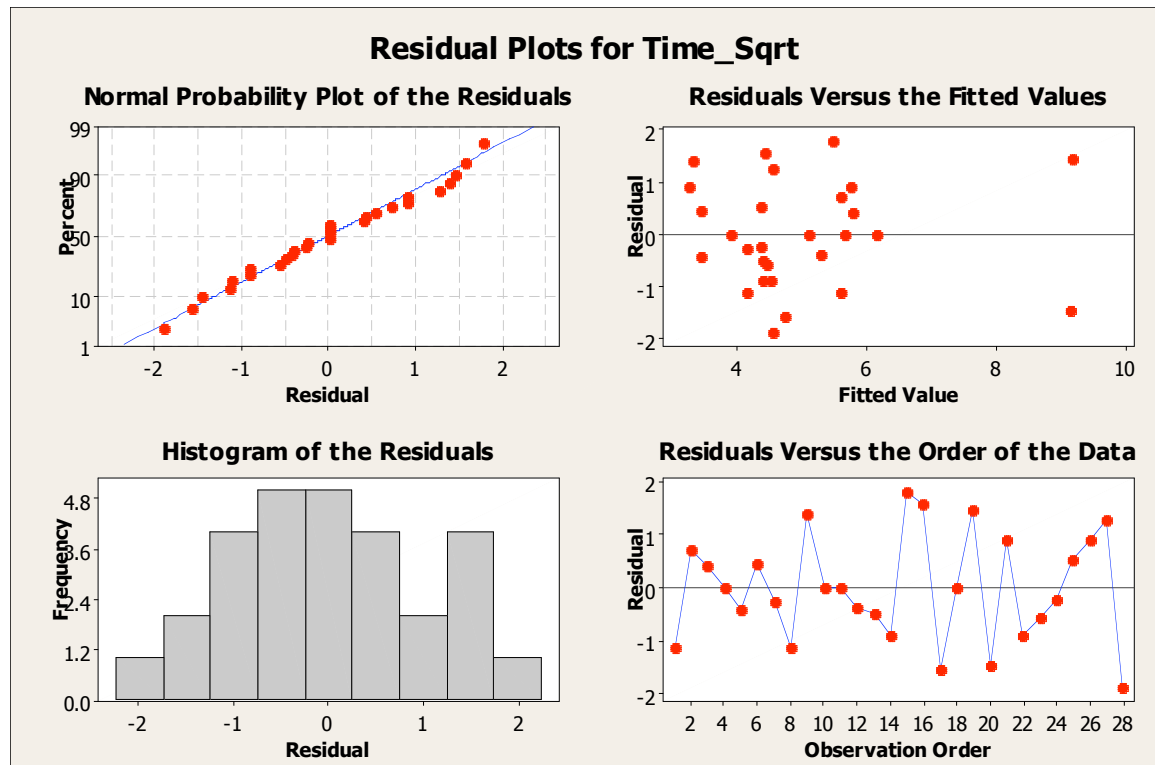 Residual Plots for Time_Sqrt
Normal Probability Plot of the Residuals
99
90
50
10
1
Percent
-2 -1 0 1 2
Residual
Residuals Versus the Fitted Values
2
1
0
-1
-2
Residual
4 6 8 10
Fitted Value
Histogram of the Residuals
4.8
3.6
2.4
1.2
0.0
Frequency
-2 -1 0 1 2
Residual
Residuals Versus the Order of the Data
2
1
0
-1
-2
Residual
2 4 6 8 10 12 14 16 18 20 22 24 26 28
Observation Order